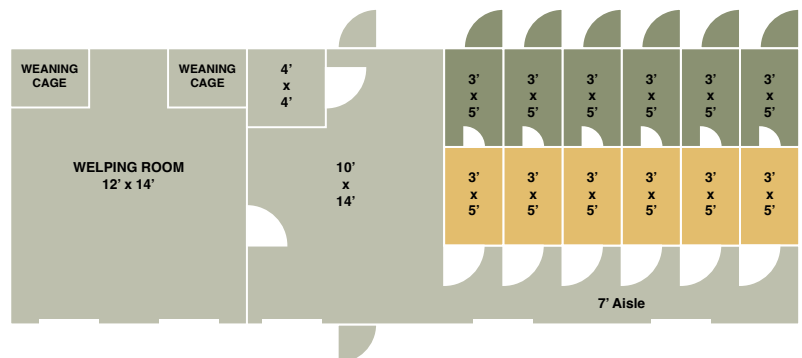 WEANING
CAGE
WEANING
CAGE
4’
x
4’
3’
x
5’
3’
x
5’
3’
x
5’
3’
x
5’
3’
x
5’
3’
x
5’
WELPING ROOM
12’ x 14’
10’
x
14’
3’
x
5’
3’
x
5’
3’
x
5’
3’
x
5’
3’
x
5’
3’
x
5’
7’ Aisle